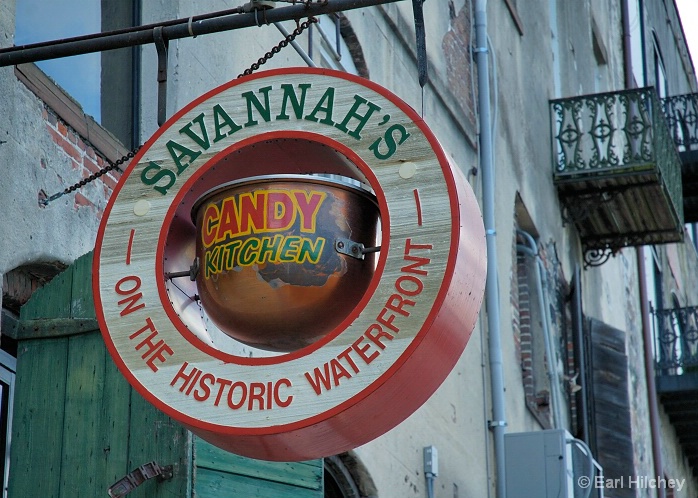 SAVANNAH'S
CANDY
KITCHEN
ON THE HISTORIC WATERFRONT
© Earl Hilchey